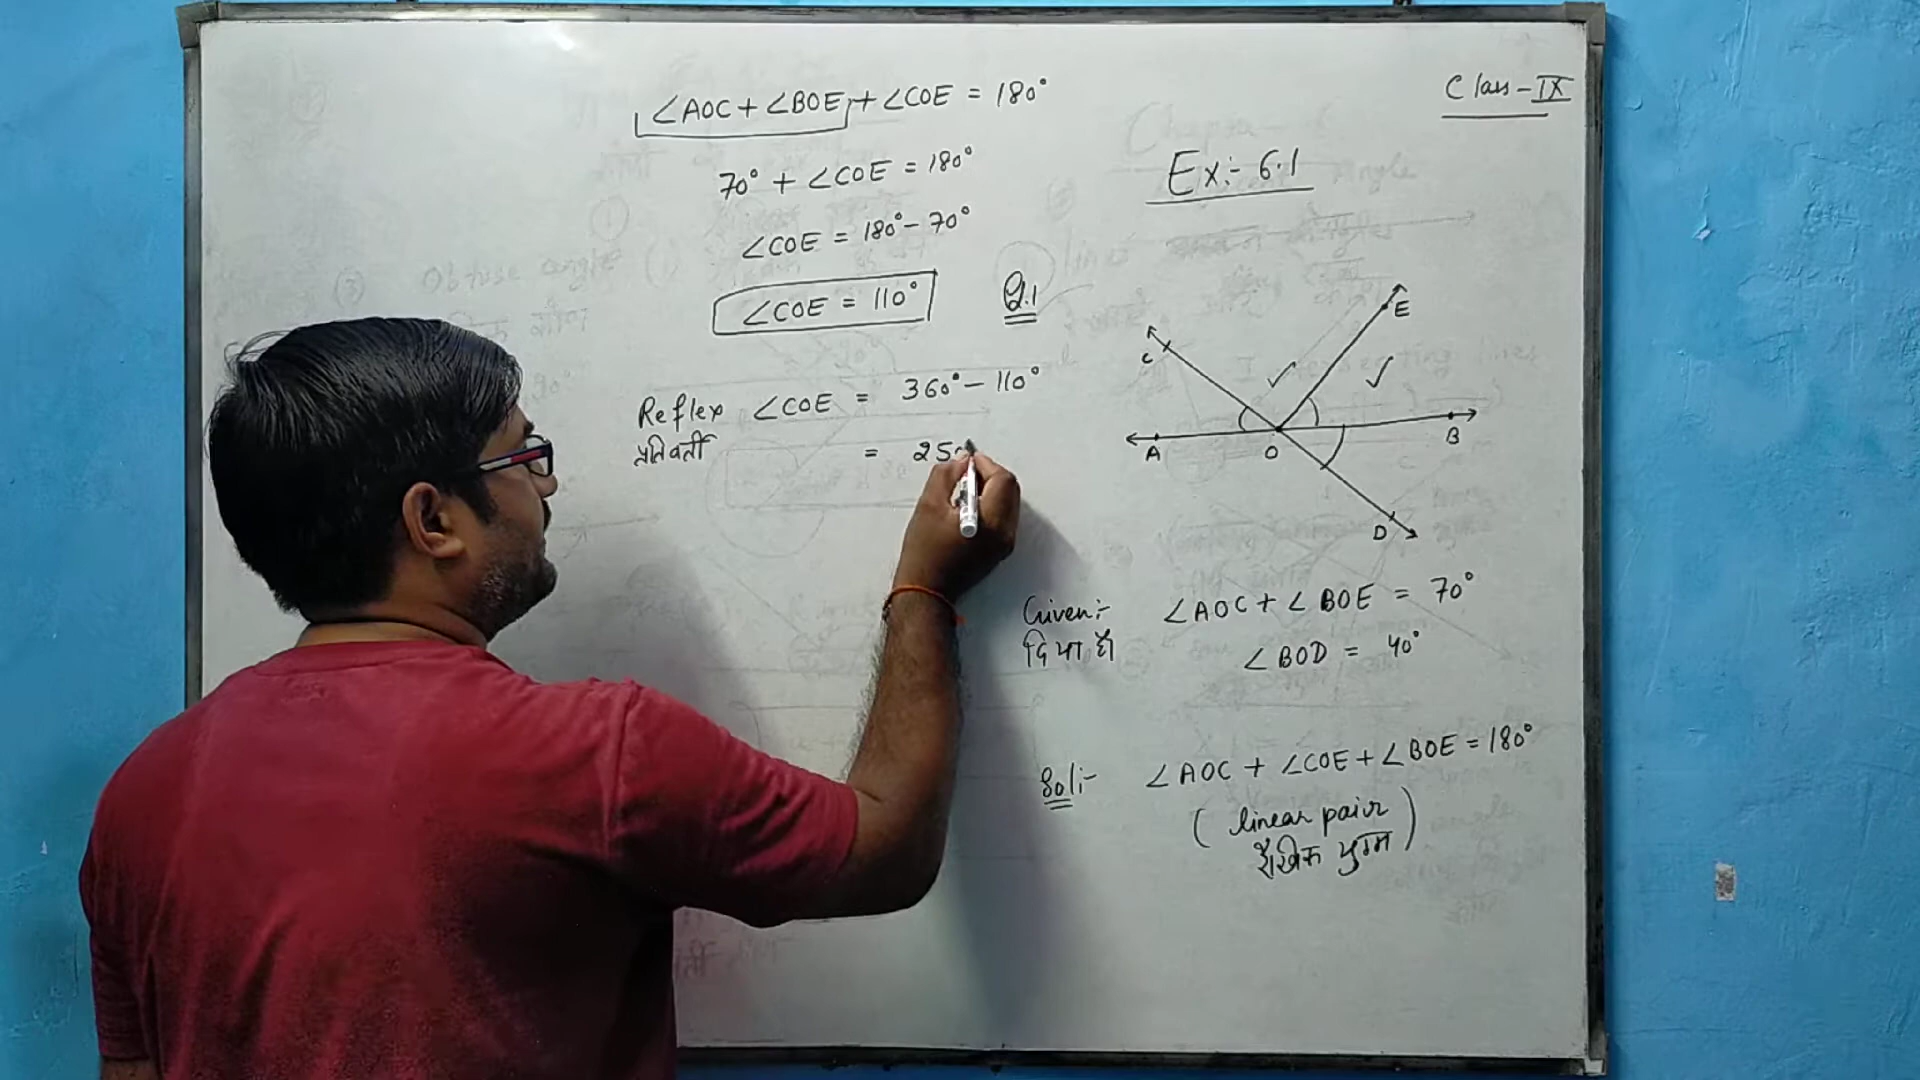 ∠AOC + ∠BOE + ∠COE = 180°
70° + ∠COE = 180°
∠COE = 180° - 70°
∠COE = 110°
Reflex ∠COE = 360° - 110°
प्रतिवर्ती = 250
Class - IX
Ex:- 6.1
Q.1
E
C
A
O
B
D
Given:- ∠AOC + ∠BOE = 70°
दिया है ∠BOD = 40°
Sol:- ∠AOC + ∠COE + ∠BOE = 180°
( linear pair
रैखिक युग्म )